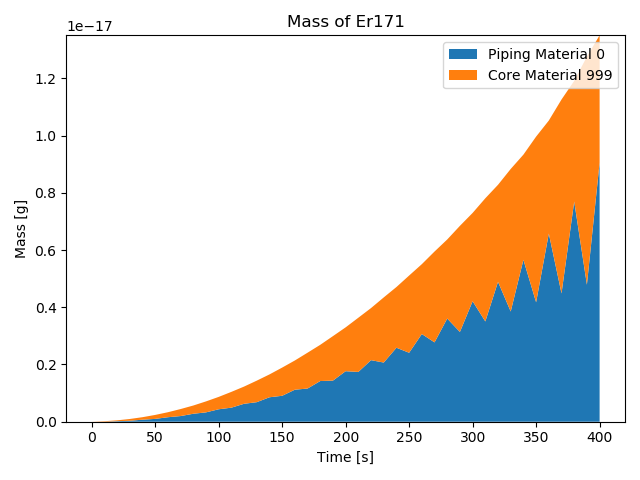 Mass of Er171
1e−17
Piping Material 0
Core Material 999
1.2
1.0
0.8
0.6
0.4
0.2
0.0
Mass [g]
0 50 100 150 200 250 300 350 400
Time [s]